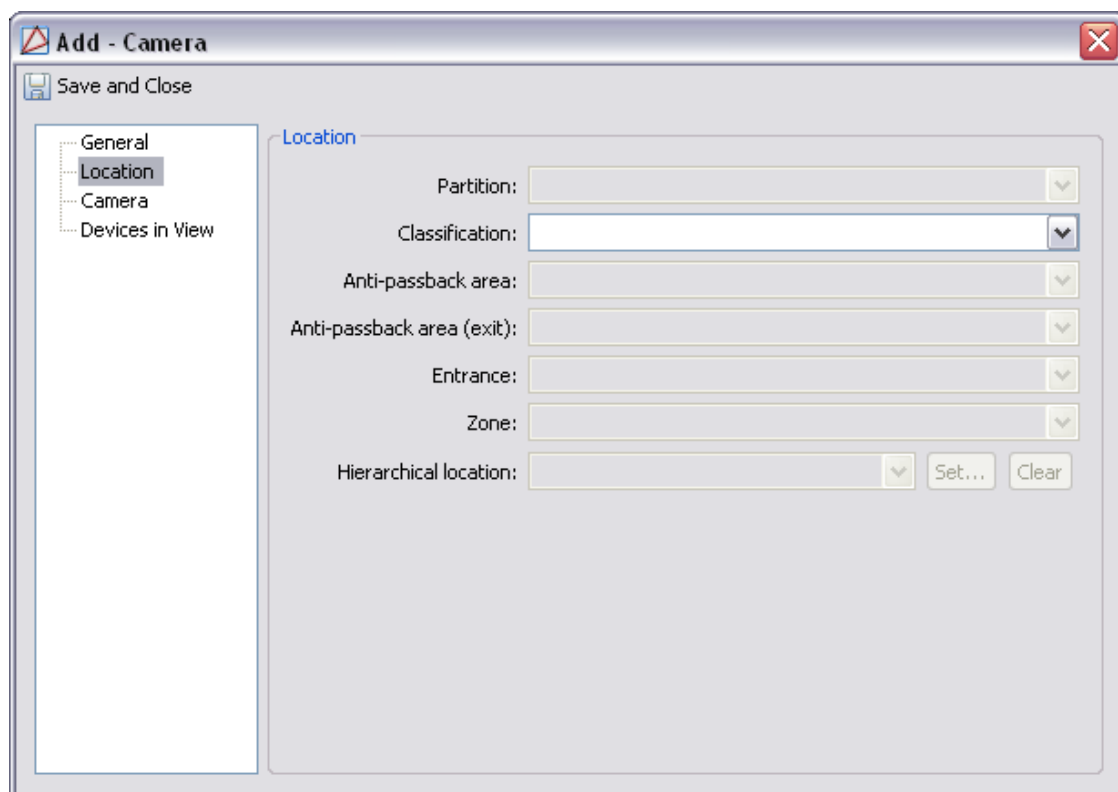 Add - Camera
Save and Close
General
Location
Camera
Devices in View
Location
Partition:
Classification:
Anti-passback area:
Anti-passback area (exit):
Entrance:
Zone:
Hierarchical location: Set... Clear